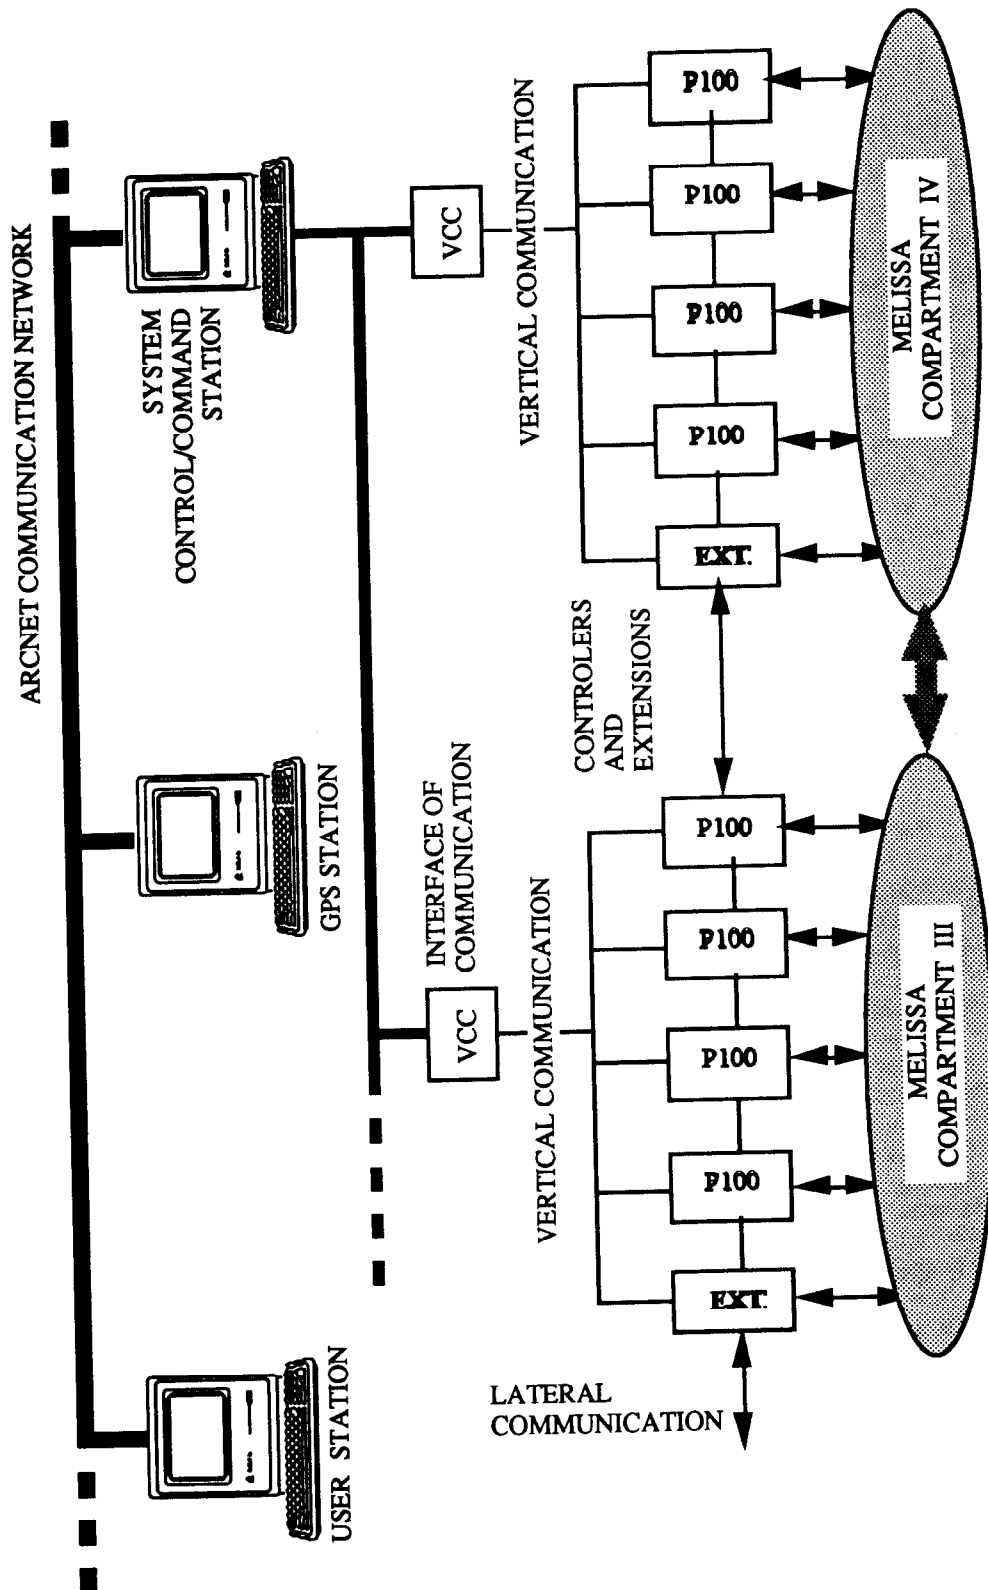 ARCNET COMMUNICATION NETWORK
USER STATION
GPS STATION
SYSTEM
CONTROL/COMMAND
STATION
INTERFACE OF
COMMUNICATION
VCC
VCC
VERTICAL COMMUNICATION
VERTICAL COMMUNICATION
LATERAL
COMMUNICATION
EXT.
P100
P100
P100
P100
CONTROLERS
AND
EXTENSIONS
EXT.
P100
P100
P100
P100
MELISSA
COMPARTMENT III
MELISSA
COMPARTMENT IV